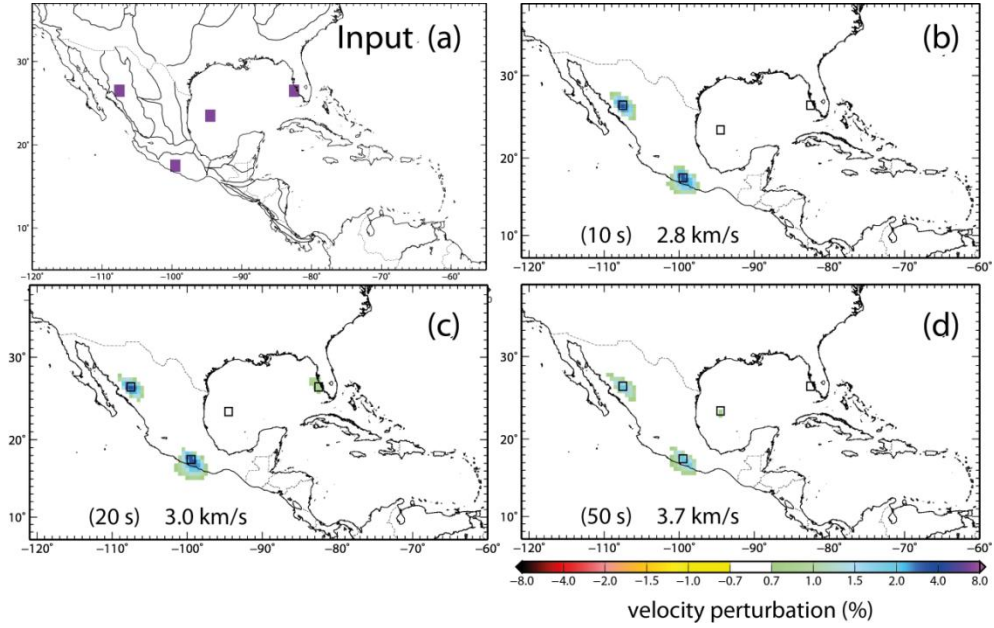 Input (a)
30°
20°
10°
−120° −110° −100° −90° −80° −70° −60°
(b)
30°
20°
10°
(10 s) 2.8 km/s
−120° −110° −100° −90° −80° −70° −60°
(c)
30°
20°
10°
(20 s) 3.0 km/s
−120° −110° −100° −90° −80° −70° −60°
(d)
30°
20°
10°
(50 s) 3.7 km/s
−120° −110° −100° −90° −80° −70° −60°
−8.0 −4.0 −2.0 −1.5 −1.0 −0.7 0.7 1.0 1.5 2.0 4.0 8.0
velocity perturbation (%)